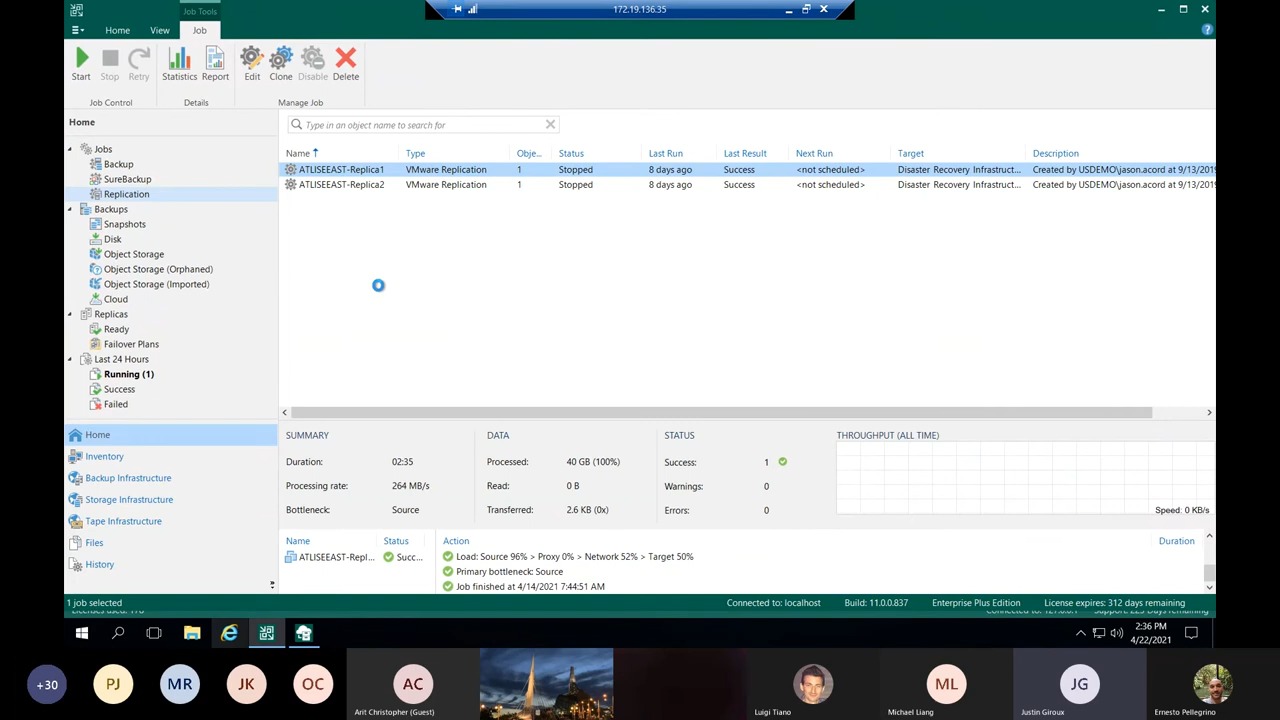 Job Tools
172.19.136.35
Home View Job
Start Stop Retry Statistics Report Edit Clone Disable Delete
Job Control Details Manage Job
Home
Type in an object name to search for
Jobs
Backup
SureBackup
Replication
Backups
Snapshots
Disk
Object Storage
Object Storage (Orphaned)
Object Storage (Imported)
Cloud
Replicas
Ready
Failover Plans
Last 24 Hours
Running (1)
Success
Failed
Home
Inventory
Backup Infrastructure
Storage Infrastructure
Tape Infrastructure
Files
History
Name Type Obje... Status Last Run Last Result Next Run Target Description
ATLISEEAST-Replica1 VMware Replication 1 Stopped 8 days ago Success <not scheduled> Disaster Recovery Infrastruct... Created by USDEMO\jason.acord at 9/13/2019
ATLISEEAST-Replica2 VMware Replication 1 Stopped 8 days ago Success <not scheduled> Disaster Recovery Infrastruct... Created by USDEMO\jason.acord at 9/13/2019
SUMMARY DATA STATUS THROUGHPUT (ALL TIME)
Duration: 02:35 Processed: 40 GB (100%) Success: 1
Processing rate: 264 MB/s Read: 0 B Warnings: 0
Bottleneck: Source Transferred: 2.6 KB (0x) Errors: 0
Speed: 0 KB/s
Name Status Action Duration
ATLISEEAST-Repl... Succ... Load: Source 96% > Proxy 0% > Network 52% > Target 50%
Primary bottleneck: Source
Job finished at 4/14/2021 7:44:51 AM
1 job selected Connected to: localhost Build: 11.0.0.837 Enterprise Plus Edition License expires: 312 days remaining
2:36 PM
4/22/2021
+30 PJ MR JK OC AC ML JG
Arit Christopher (Guest) Luigi Tiano Michael Liang Justin Giroux Ernesto Pellegrino